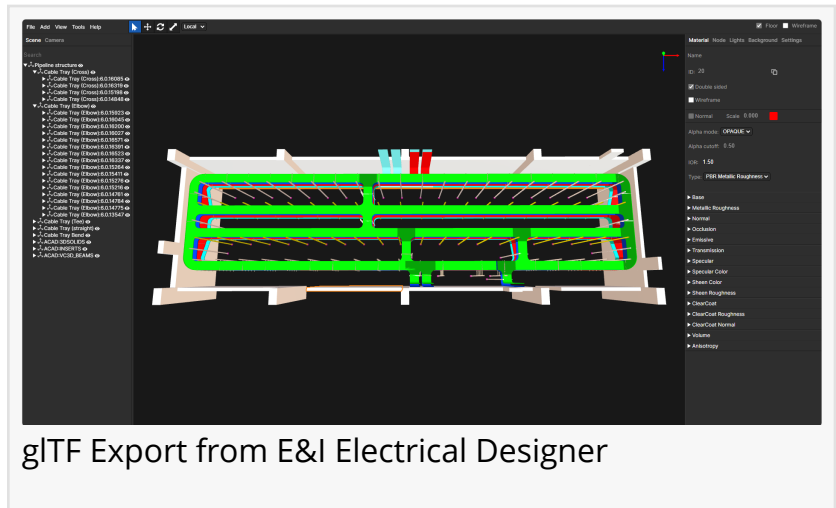 File Add View Tools Help
Local
Floor
Wireframe
Scene Camera
Search
Pipeline structure
Cable Tray (Cross)
Cable Tray (Cross):6.0.16085
Cable Tray (Cross):6.0.16319
Cable Tray (Cross):6.0.15198
Cable Tray (Cross):6.0.14848
Cable Tray (Elbow)
Cable Tray (Elbow):6.0.15923
Cable Tray (Elbow):6.0.16045
Cable Tray (Elbow):6.0.16200
Cable Tray (Elbow):6.0.16027
Cable Tray (Elbow):6.0.16571
Cable Tray (Elbow):6.0.16391
Cable Tray (Elbow):6.0.16523
Cable Tray (Elbow):6.0.16337
Cable Tray (Elbow):6.0.15264
Cable Tray (Elbow):6.0.15411
Cable Tray (Elbow):6.0.15276
Cable Tray (Elbow):6.0.15216
Cable Tray (Elbow):6.0.14761
Cable Tray (Elbow):6.0.14784
Cable Tray (Elbow):6.0.14775
Cable Tray (Elbow):6.0.13547
Cable Tray (Tee)
Cable Tray (straight)
Cable Tray Bend
ACAD:3DSOLIDS
ACAD:INSERTS
ACAD:VC3D_BEAMS
Material Node Lights Background Settings
Name
ID: 20
Double sided
Wireframe
Normal Scale 0.000
Alpha mode: OPAQUE
Alpha cutoff: 0.50
IOR: 1.50
Type: PBR Metallic Roughness
Base
Metallic Roughness
Normal
Occlusion
Emissive
Transmission
Specular
Specular Color
Sheen Color
Sheen Roughness
ClearCoat
ClearCoat Roughness
ClearCoat Normal
Volume
Anisotropy
glTF Export from E&I Electrical Designer